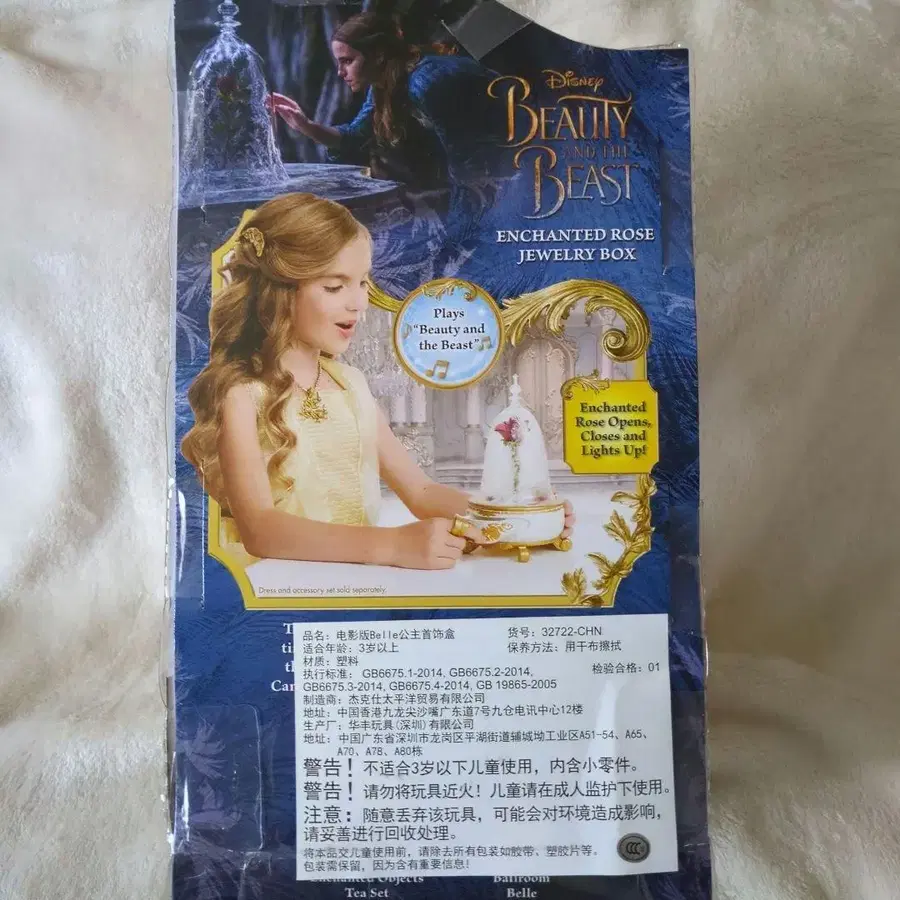 Disney
BEAUTY
AND THE
BEAST
ENCHANTED ROSE
JEWELRY BOX
Plays
"Beauty and
the Beast"
Enchanted
Rose Opens,
Closes and
Lights Up!
Dress and accessory set sold separately.
品名：电影版Belle公主首饰盒 货号：32722-CHN
适合年龄：3岁以上 保养方法：用干布擦拭
材质：塑料
执行标准： GB6675.1-2014, GB6675.2-2014, 检验合格：01
GB6675.3-2014, GB6675.4-2014, GB 19865-2005
制造商：杰克仕太平洋贸易有限公司
地址：中国香港九龙尖沙嘴广东道7号九仓电讯中心12楼
生产厂：华丰玩具(深圳)有限公司
地址：中国广东省深圳市龙岗区平湖街道辅城坳工业区A51-54、A65、
A70、A78、A80栋
警告！不适合3岁以下儿童使用，内含小零件。
警告！请勿将玩具近火！儿童请在成人监护下使用。
注意：随意丢弃该玩具，可能会对环境造成影响，
请妥善进行回收处理。
将本品交儿童使用前，请除去所有包装如胶带、塑胶片等。
包装需保留，因为含有重要信息！
CCC
Enchanted Objects
Tea Set
Ballroom
Belle